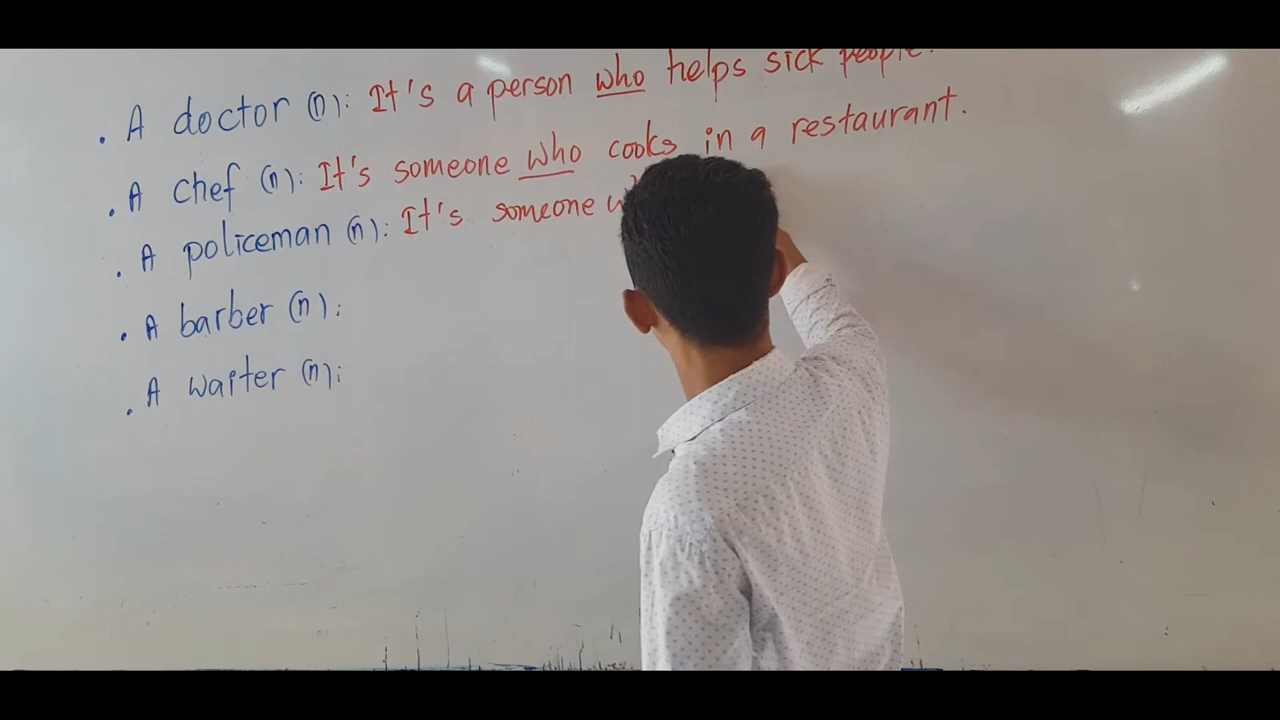 . A doctor (n): It's a person who helps sick people.
. A chef (n): It's someone who cooks in a restaurant.
. A policeman (n): It's someone
. A barber (n):
. A waiter (n):